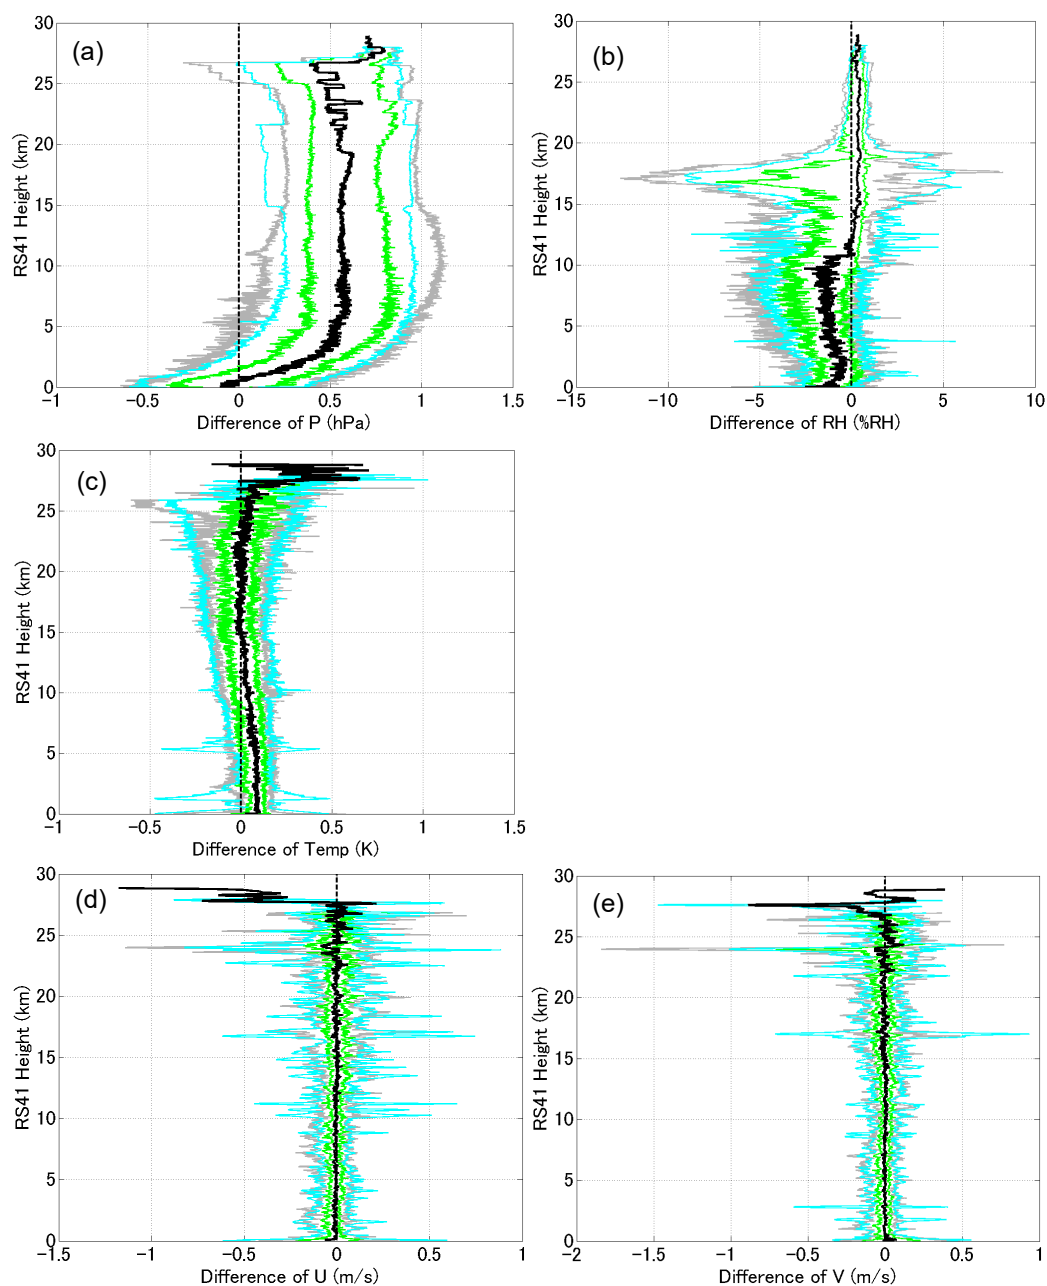 (a)
RS41 Height (km)
30
25
20
15
10
5
0
−1 −0.5 0 0.5 1 1.5
Difference of P (hPa)
(b)
RS41 Height (km)
30
25
20
15
10
5
0
−15 −10 −5 0 5 10
Difference of RH (%RH)
(c)
RS41 Height (km)
30
25
20
15
10
5
0
−1 −0.5 0 0.5 1 1.5
Difference of Temp (K)
(d)
RS41 Height (km)
30
25
20
15
10
5
0
−1.5 −1 −0.5 0 0.5 1
Difference of U (m/s)
(e)
RS41 Height (km)
30
25
20
15
10
5
0
−2 −1.5 −1 −0.5 0 0.5 1
Difference of V (m/s)